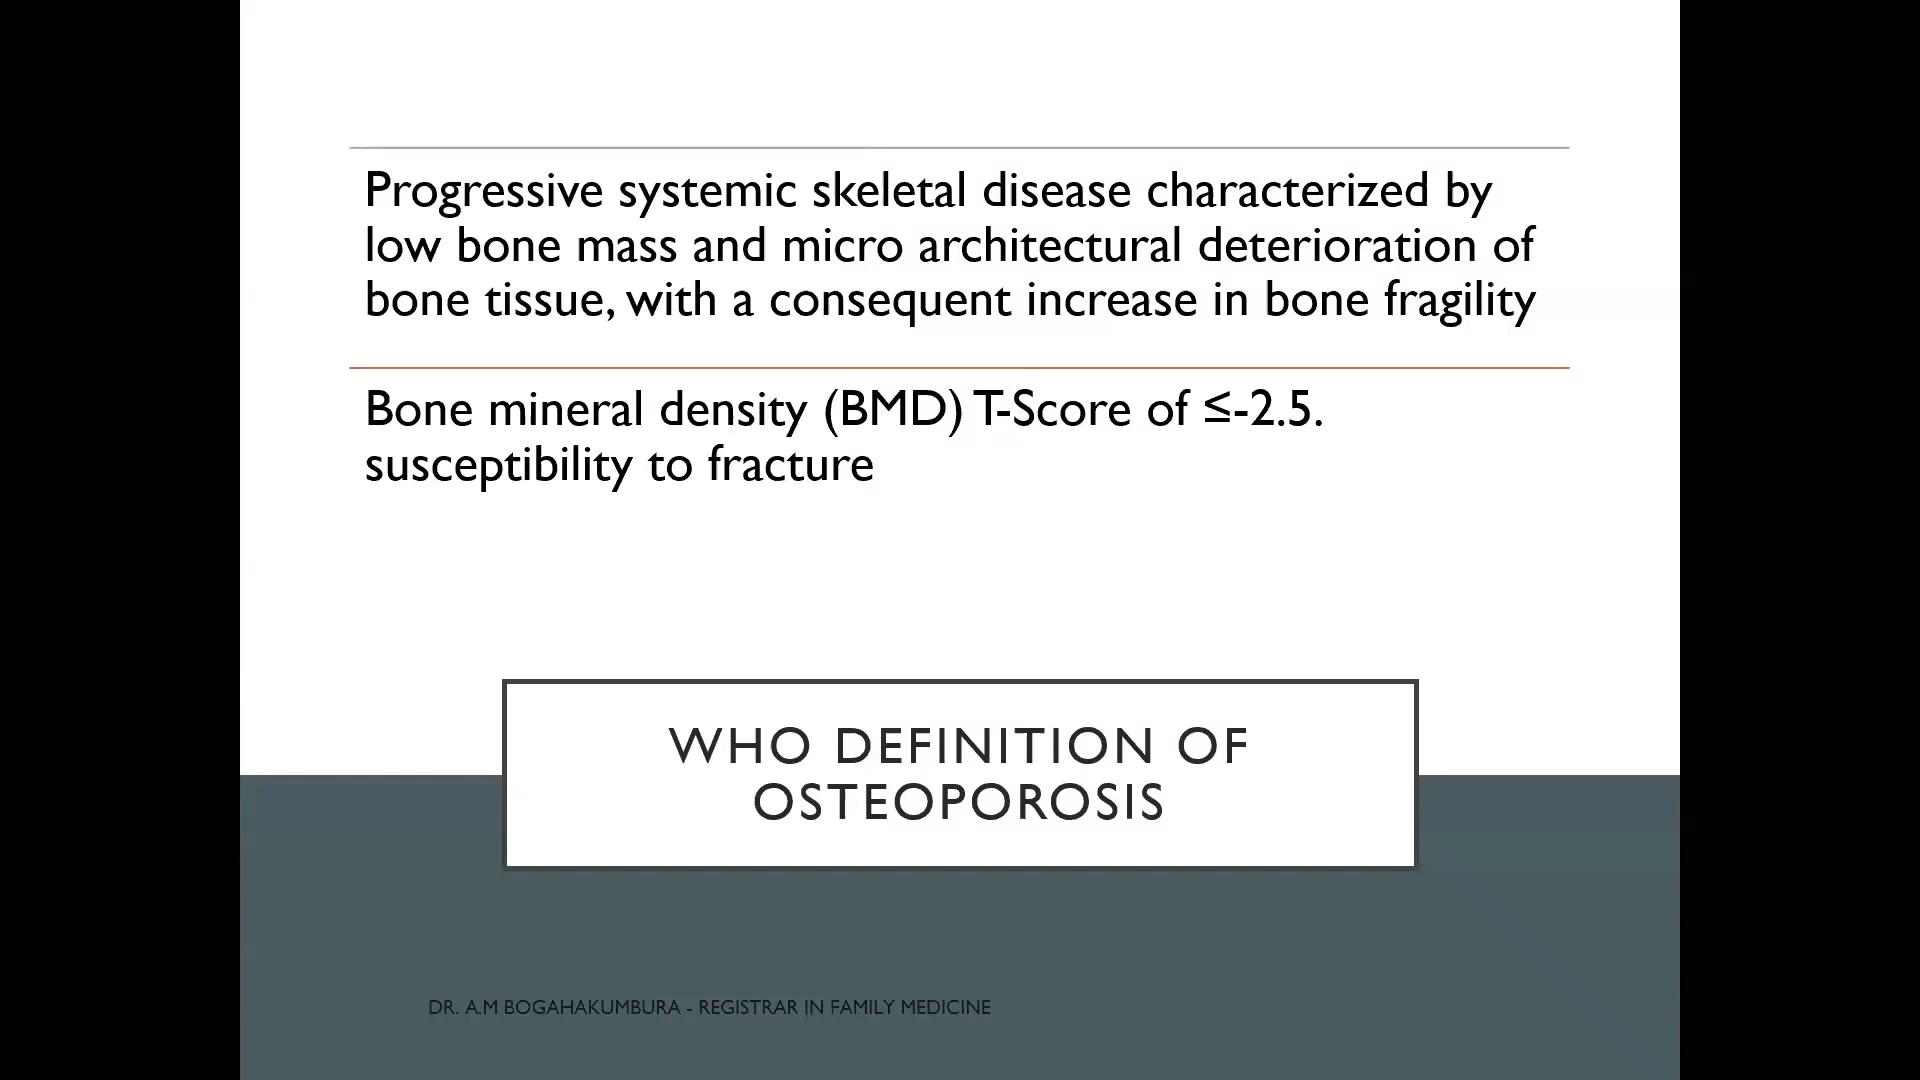 Progressive systemic skeletal disease characterized by
low bone mass and micro architectural deterioration of
bone tissue, with a consequent increase in bone fragility
Bone mineral density (BMD) T-Score of ≤-2.5.
susceptibility to fracture
WHO DEFINITION OF
OSTEOPOROSIS
DR. A.M BOGAHAKUMBURA - REGISTRAR IN FAMILY MEDICINE